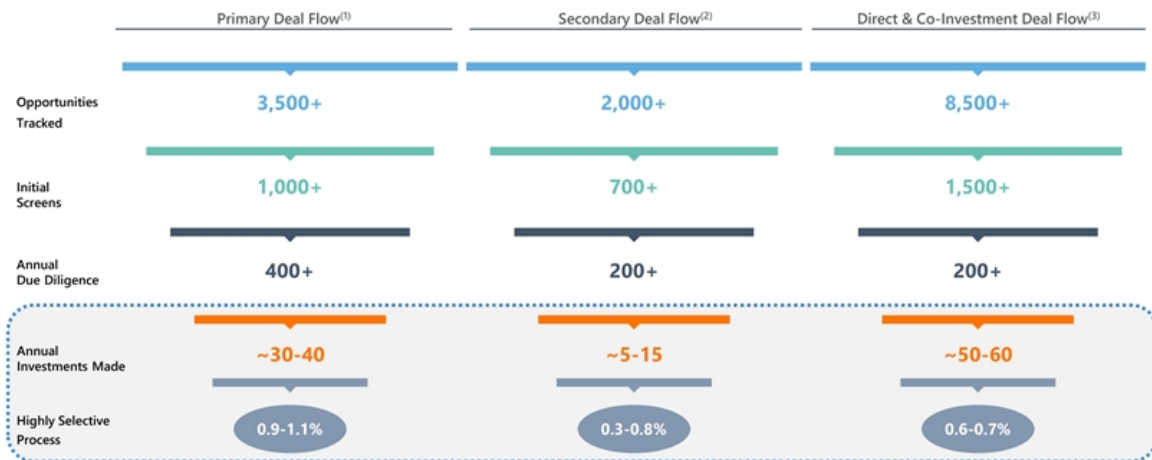 Primary Deal Flow(1) Secondary Deal Flow(2) Direct & Co-Investment Deal Flow(3)
Opportunities
Tracked
3,500+ 2,000+ 8,500+
Initial
Screens
1,000+ 700+ 1,500+
Annual
Due Diligence
400+ 200+ 200+
Annual
Investments Made
~30-40 ~5-15 ~50-60
Highly Selective
Process
0.9-1.1% 0.3-0.8% 0.6-0.7%